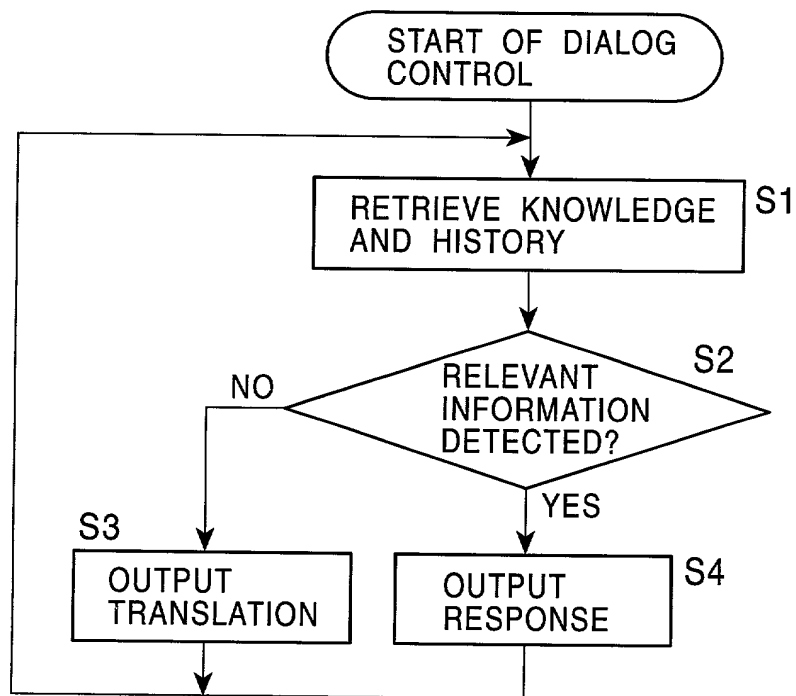 START OF DIALOG
CONTROL
RETRIEVE KNOWLEDGE
AND HISTORY
S1
S2
RELEVANT
INFORMATION
DETECTED?
NO
YES
S3
OUTPUT
TRANSLATION
S4
OUTPUT
RESPONSE